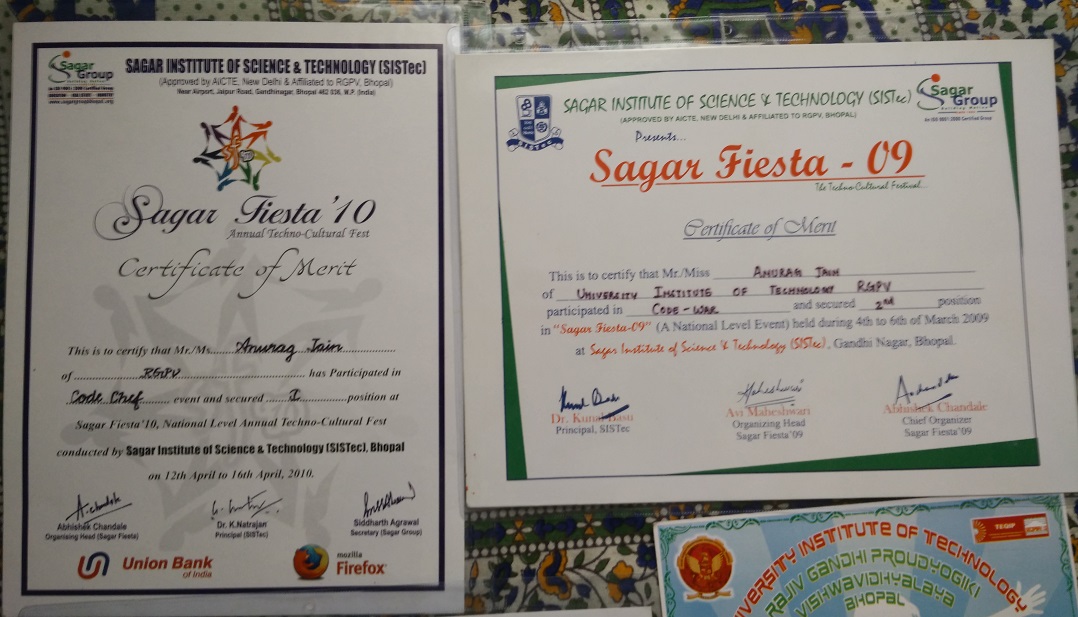 Sagar
Group
SAGAR INSTITUTE OF SCIENCE & TECHNOLOGY (SISTec)
(Approved by AICTE, New Delhi & Affiliated to RGPV, Bhopal)
Near Airport, Jaipur Road, Gandhinagar, Bhopal 462 036, M.P. (India)
Sagar Fiesta '10
Annual Techno-Cultural Fest
Certificate of Merit
This is to certify that Mr./Ms. Anurag Jain
of RGPV has Participated in
Code Chef event and secured I position at
Sagar Fiesta'10, National Level Annual Techno-Cultural Fest
conducted by Sagar Institute of Science & Technology (SISTec), Bhopal
on 12th April to 16th April, 2010.
Abhishek Chandale
Organising Head (Sagar Fiesta)
Dr. K.Natrajan
Principal (SISTec)
Siddharth Agrawal
Secretary (Sagar Group)
Union Bank
of India
mozilla
Firefox
SISTec
SAGAR INSTITUTE OF SCIENCE & TECHNOLOGY (SISTec)
(APPROVED BY AICTE, NEW DELHI & AFFILIATED TO RGPV, BHOPAL)
Sagar
Group
An ISO 9001:2000 Certified Group
Presents...
Sagar Fiesta - 09
The Techno-Cultural Festival...
Certificate of Merit
This is to certify that Mr./Miss ANURAG JAIN
of UNIVERSITY INSTITUTE OF TECHNOLOGY RGPV
participated in CODE-WAR and secured 2nd position
in "Sagar Fiesta-09" (A National Level Event) held during 4th to 6th of March 2009
at Sagar Institute of Science & Technology (SISTec), Gandhi Nagar, Bhopal.
Dr. Kunal Basu
Principal, SISTec
Avi Maheshwari
Organizing Head
Sagar Fiesta'09
Abhishek Chandale
Chief Organizer
Sagar Fiesta'09
TEQIP
VERSITY INSTITUTE OF TECHNOLOGY
RAJIV GANDHI PROUDYOGIKI
VISHWAVIDHYALAYA
BHOPAL